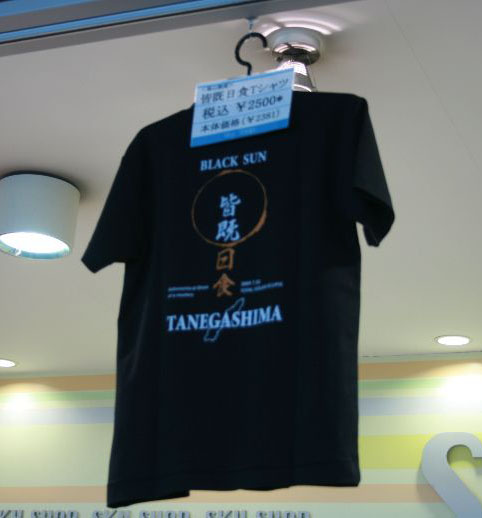 皆既日食Tシャツ
税込 ¥2500*
本体価格(¥2381)
BLACK SUN
皆
既
日
食
TANEGASHIMA